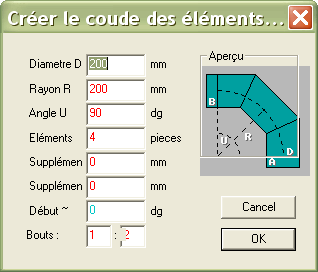 Créer le coude des éléments...
Diametre D 200 mm
Rayon R 200 mm
Angle U 90 dg
Eléments 4 pieces
Supplémen 0 mm
Supplémen 0 mm
Début ~ 0 dg
Bouts : 1 : 2
Aperçu
B
U R
D
A
Cancel
OK